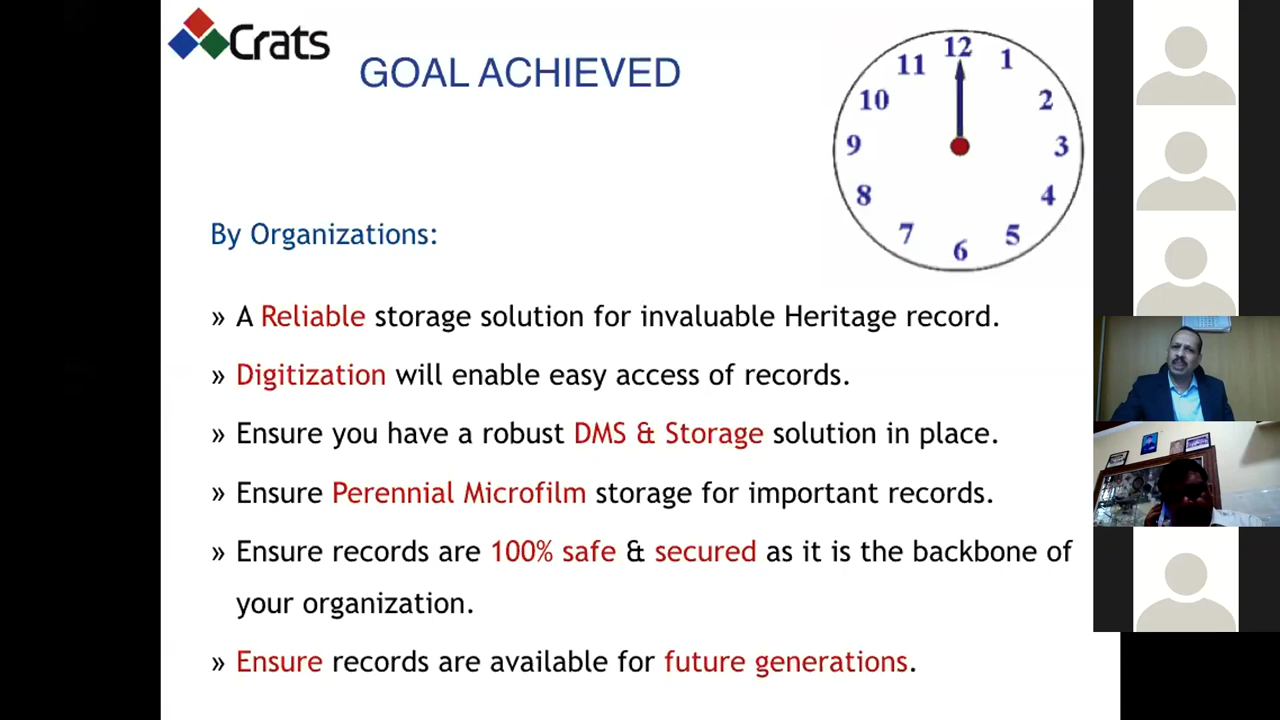 Crats
GOAL ACHIEVED
12
11
1
10
2
9
3
8
4
7
5
6
By Organizations:
» A Reliable storage solution for invaluable Heritage record.
» Digitization will enable easy access of records.
» Ensure you have a robust DMS & Storage solution in place.
» Ensure Perennial Microfilm storage for important records.
» Ensure records are 100% safe & secured as it is the backbone of
your organization.
» Ensure records are available for future generations.